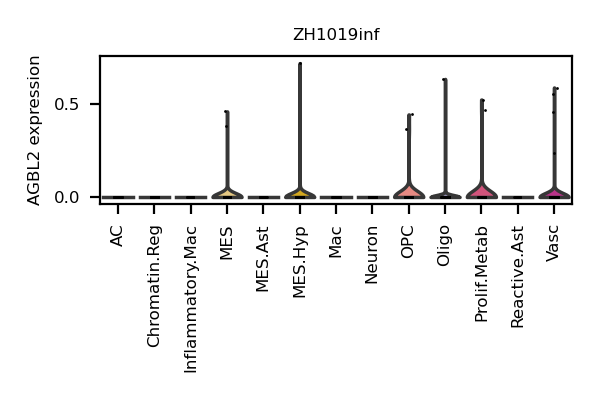 ZH1019inf
AGBL2 expression
0.5
0.0
AC
Chromatin.Reg
Inflammatory.Mac
MES
MES.Ast
MES.Hyp
Mac
Neuron
OPC
Oligo
Prolif.Metab
Reactive.Ast
Vasc